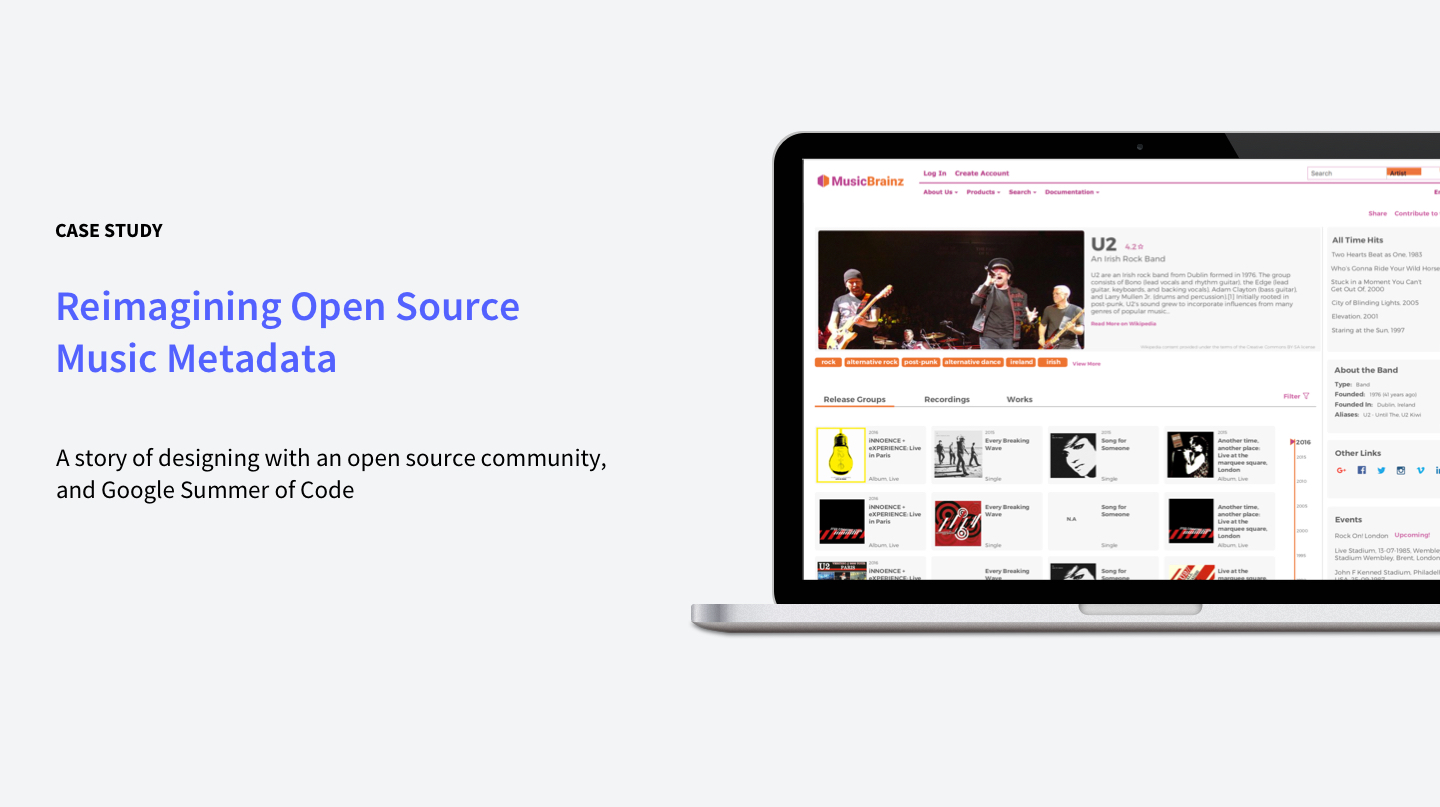 CASE STUDY
Reimagining Open Source
Music Metadata
A story of designing with an open source community,
and Google Summer of Code
MusicBrainz
Log In Create Account
Search
Artist
About Us Products Search Documentation
Share Contribute to
U2 4.2
An Irish Rock Band
U2 are an Irish rock band from Dublin formed in 1976. The group
consists of Bono (lead vocals and rhythm guitar), the Edge (lead
guitar, keyboards, and backing vocals), Adam Clayton (bass guitar),
and Larry Mullen Jr. (drums and percussion).[1] Initially rooted in
post punk, U2's sound grew to incorporate influences from many
genres of popular music..
Read More on Wikipedia
rock alternative rock post-punk alternative dance ireland irish View More
Release Groups Recordings Works
Filter
2016
iNNOENCE +
eXPERIENCE: Live
in Paris
Album, Live
2015
Every Breaking
Wave
Single
2015
Song for
Someone
Single
2015
Another time,
another place:
Live at the
marquee square,
London
Album, Live
2016
iNNOENCE +
eXPERIENCE: Live
in Paris
Album, Live
Every Breaking
Wave
Single
N.A
Song for
Someone
Single
Another time,
another place:
Live at the
marquee square,
London
Album, Live
U2
PARIS
2016
iNNOENCE +
eXPERIENCE: Live
Every Breaking
Wave
Song for
Someone
Live at the
marquee square,
2016
All Time Hits
Two Hearts Beat as One, 1983
Who's Gonna Ride Your Wild Horse
Stuck in a Moment You Can't
Get Out Of, 2000
City of Blinding Lights, 2005
Elevation, 2001
Staring at the Sun, 1997
About the Band
Type: Band
Founded: 1976 (41 years ago)
Founded In: Dublin, Ireland
Aliases: U2 - Until The, U2 Kiwi
Other Links
Events
Rock On! London Upcoming!
Live Stadium, 13-07-1985, Wemble
Stadium Wembley, Brent, London
John F Kenned Stadium, Philadel